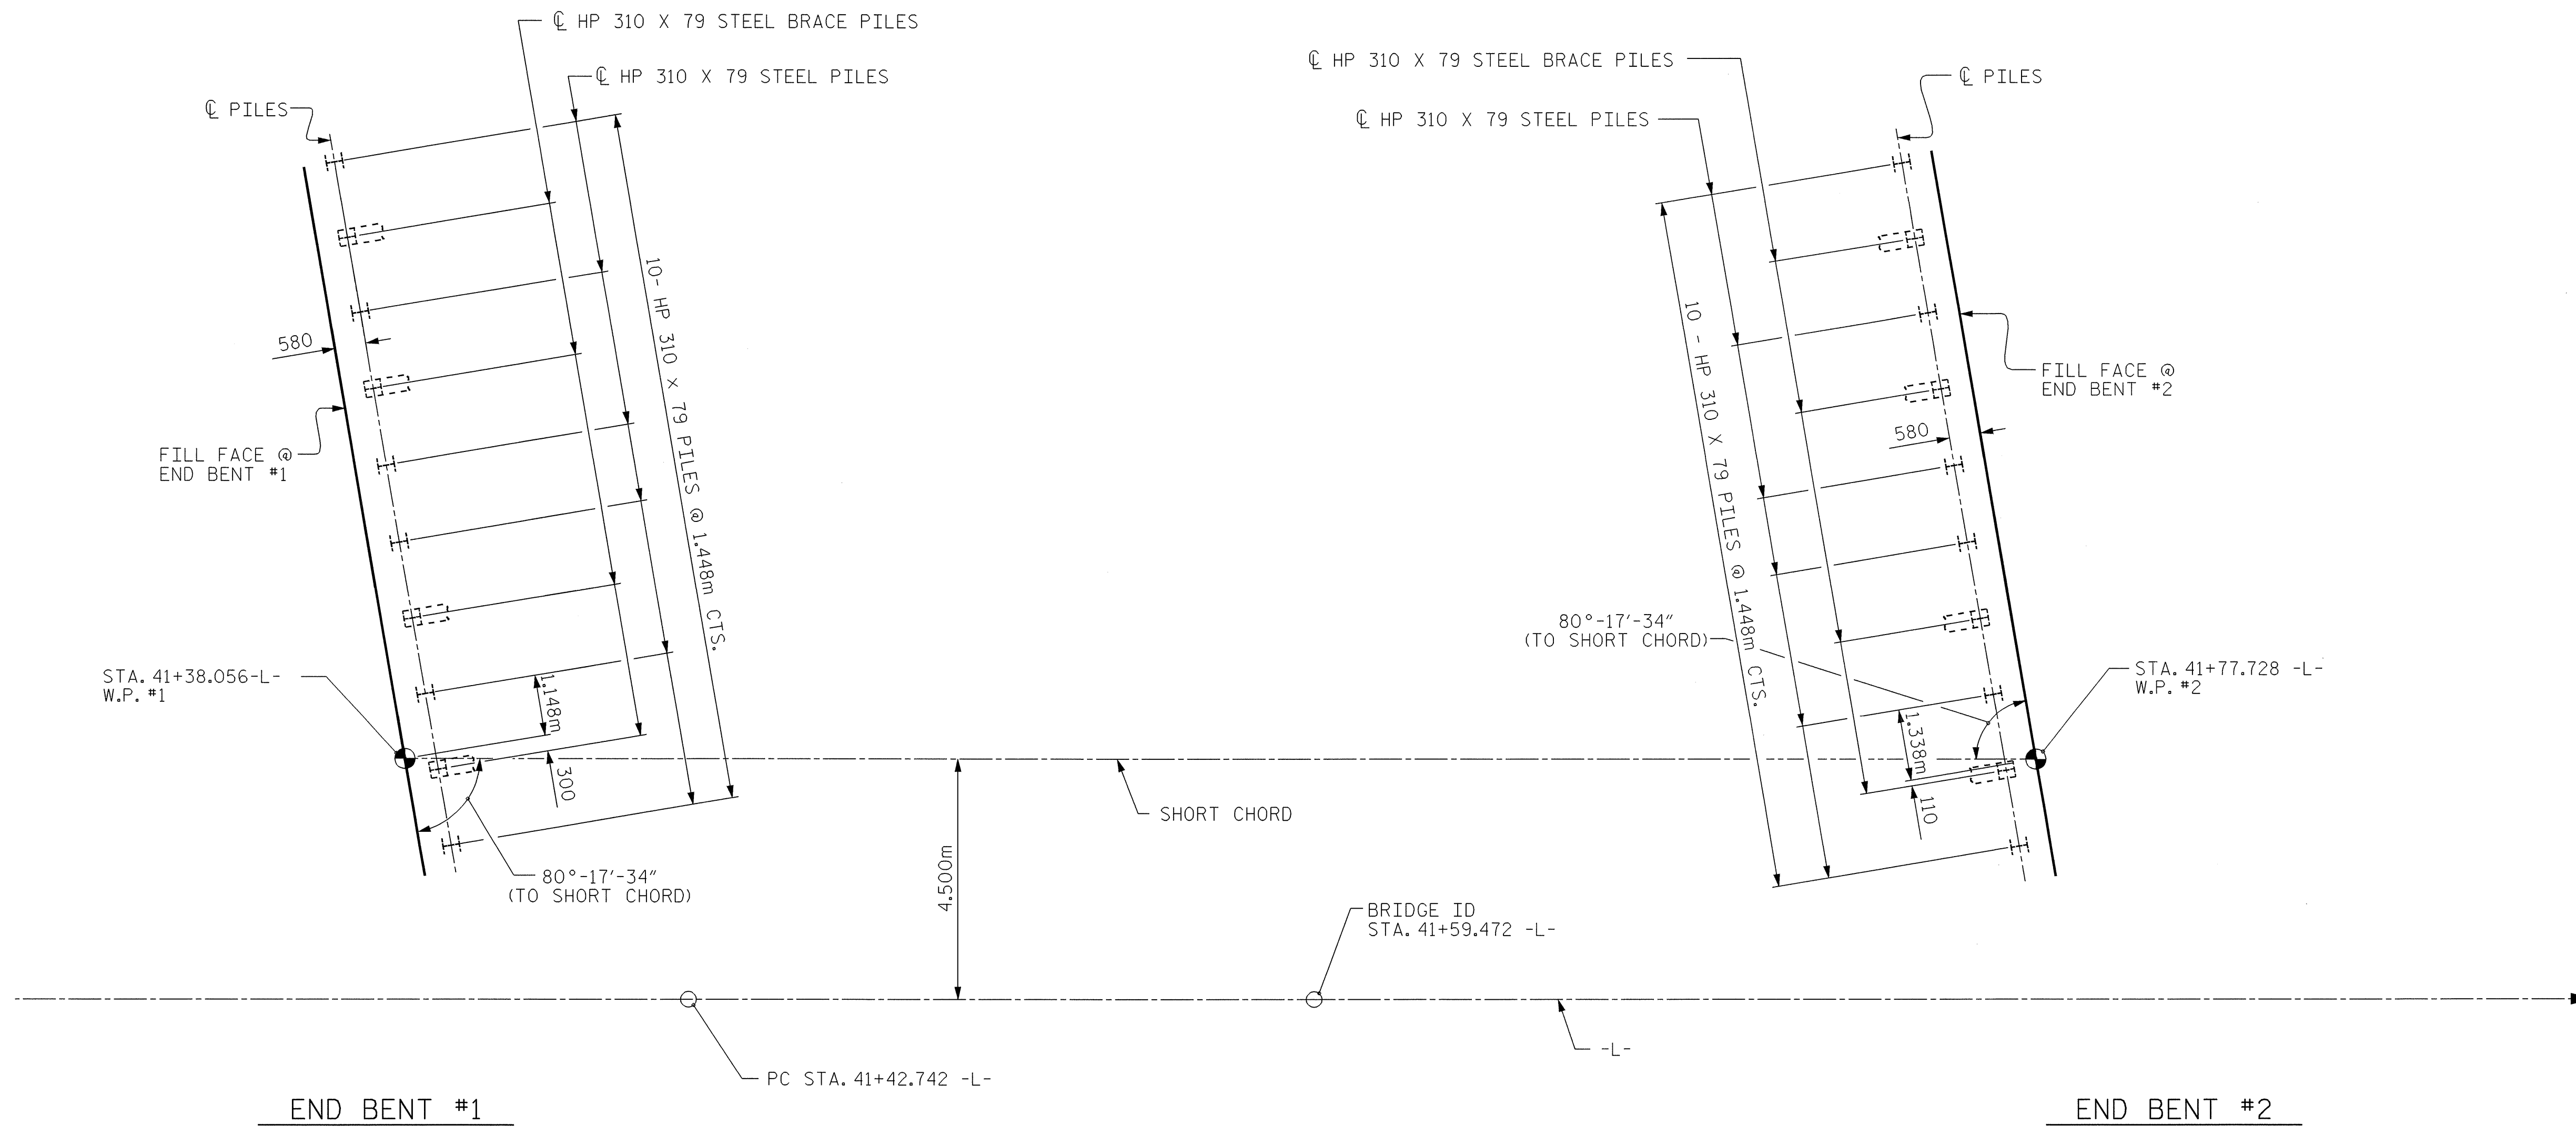 ℄ HP 310 X 79 STEEL BRACE PILES
℄ HP 310 X 79 STEEL PILES
℄ PILES
10- HP 310 x 79 PILES @ 1.448m CTS.
580
FILL FACE @
END BENT #1
STA. 41+38.056-L-
W.P. #1
1.148m
300
80°-17'-34"
(TO SHORT CHORD)
℄ HP 310 X 79 STEEL BRACE PILES
℄ HP 310 X 79 STEEL PILES
℄ PILES
10 - HP 310 X 79 PILES @ 1.448m CTS.
580
FILL FACE @
END BENT #2
80°-17'-34"
(TO SHORT CHORD)
STA. 41+77.728 -L-
W.P. #2
1.338m
110
SHORT CHORD
4.500m
BRIDGE ID
STA. 41+59.472 -L-
-L-
PC STA. 41+42.742 -L-
END BENT #1
END BENT #2